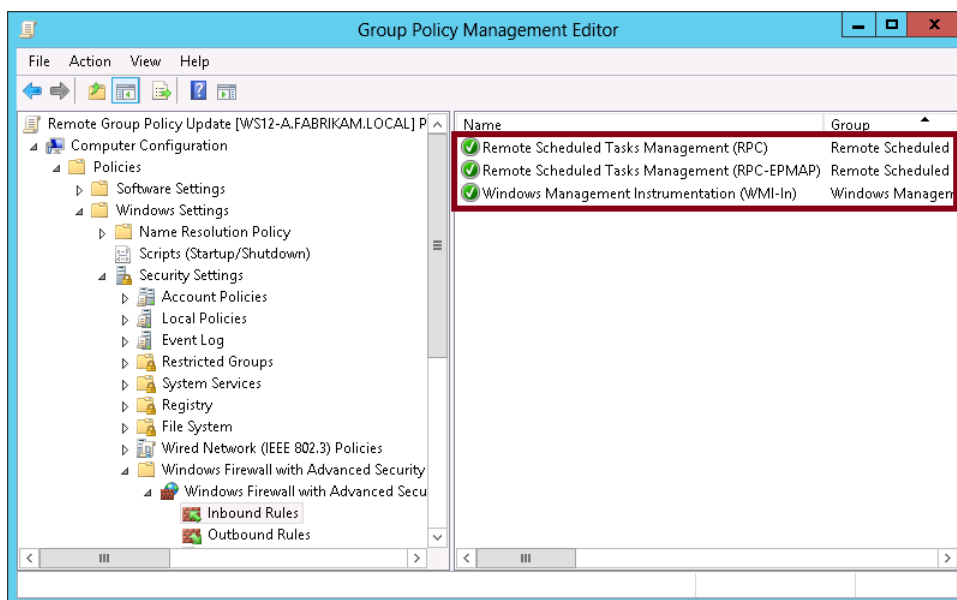 Group Policy Management Editor
File Action View Help
Remote Group Policy Update [WS12-A.FABRIKAM.LOCAL] P
Computer Configuration
Policies
Software Settings
Windows Settings
Name Resolution Policy
Scripts (Startup/Shutdown)
Security Settings
Account Policies
Local Policies
Event Log
Restricted Groups
System Services
Registry
File System
Wired Network (IEEE 802.3) Policies
Windows Firewall with Advanced Security
Windows Firewall with Advanced Secu
Inbound Rules
Outbound Rules
Name Group
Remote Scheduled Tasks Management (RPC) Remote Scheduled
Remote Scheduled Tasks Management (RPC-EPMAP) Remote Scheduled
Windows Management Instrumentation (WMI-In) Windows Managem